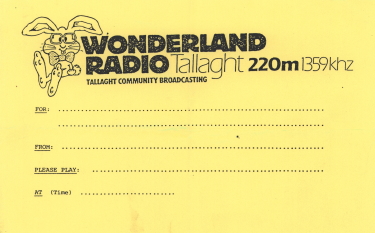 WONDERLAND
RADIO Tallaght 220m 1359khz
TALLAGHT COMMUNITY BROADCASTING
FOR: ............................................................
............................................................
FROM: ............................................................
PLEASE PLAY: ....................................................
AT (Time) ............................